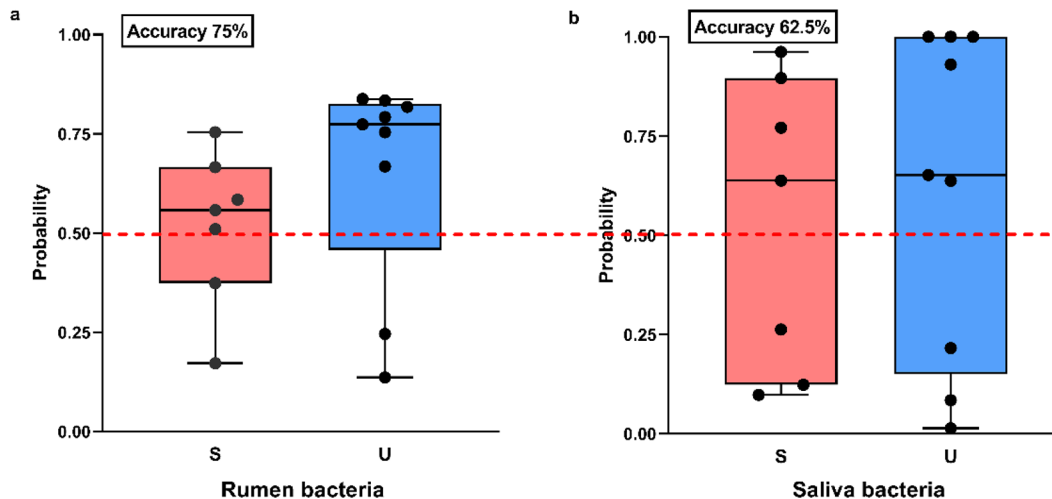 a
Accuracy 75%
1.00
0.75
0.50
0.25
0.00
Probability
S
U
Rumen bacteria
b
Accuracy 62.5%
1.00
0.75
0.50
0.25
0.00
Probability
S
U
Saliva bacteria